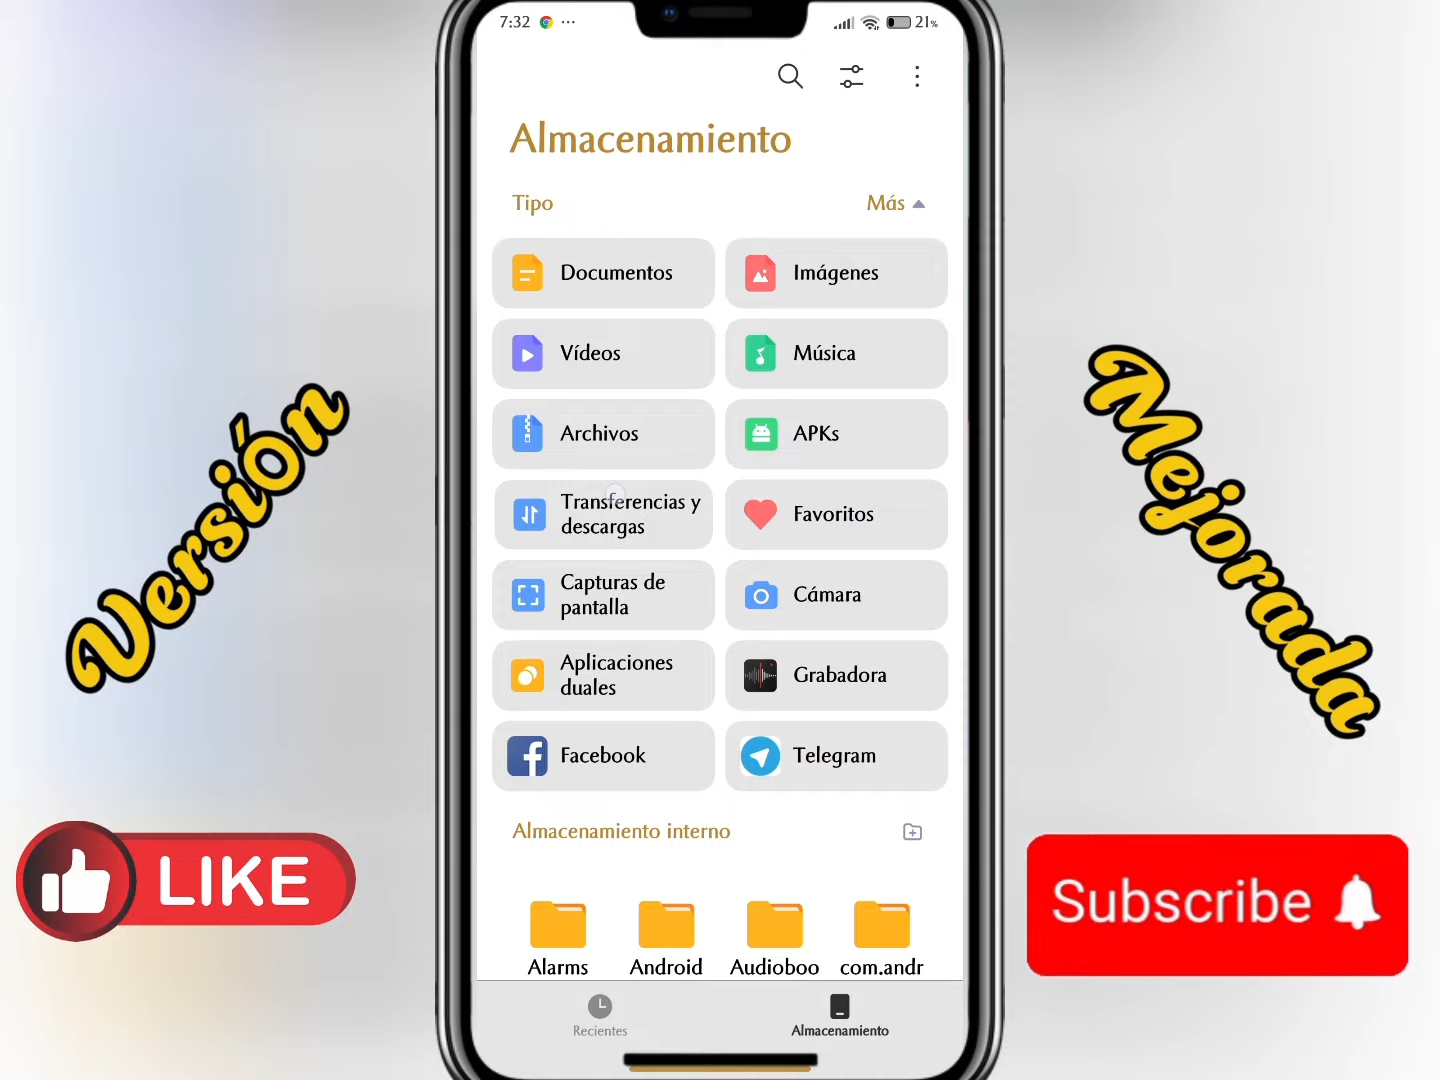 7:32 ... 21%
Almacenamiento
Tipo Más
Documentos Imágenes
Vídeos Música
Archivos APKs
Transferencias y
descargas
Favoritos
Capturas de
pantalla
Cámara
Aplicaciones
duales
Grabadora
Facebook Telegram
Almacenamiento interno
Alarms Android Audioboo com.andr
Recientes Almacenamiento
Versión
Mejorada
LIKE
Subscribe